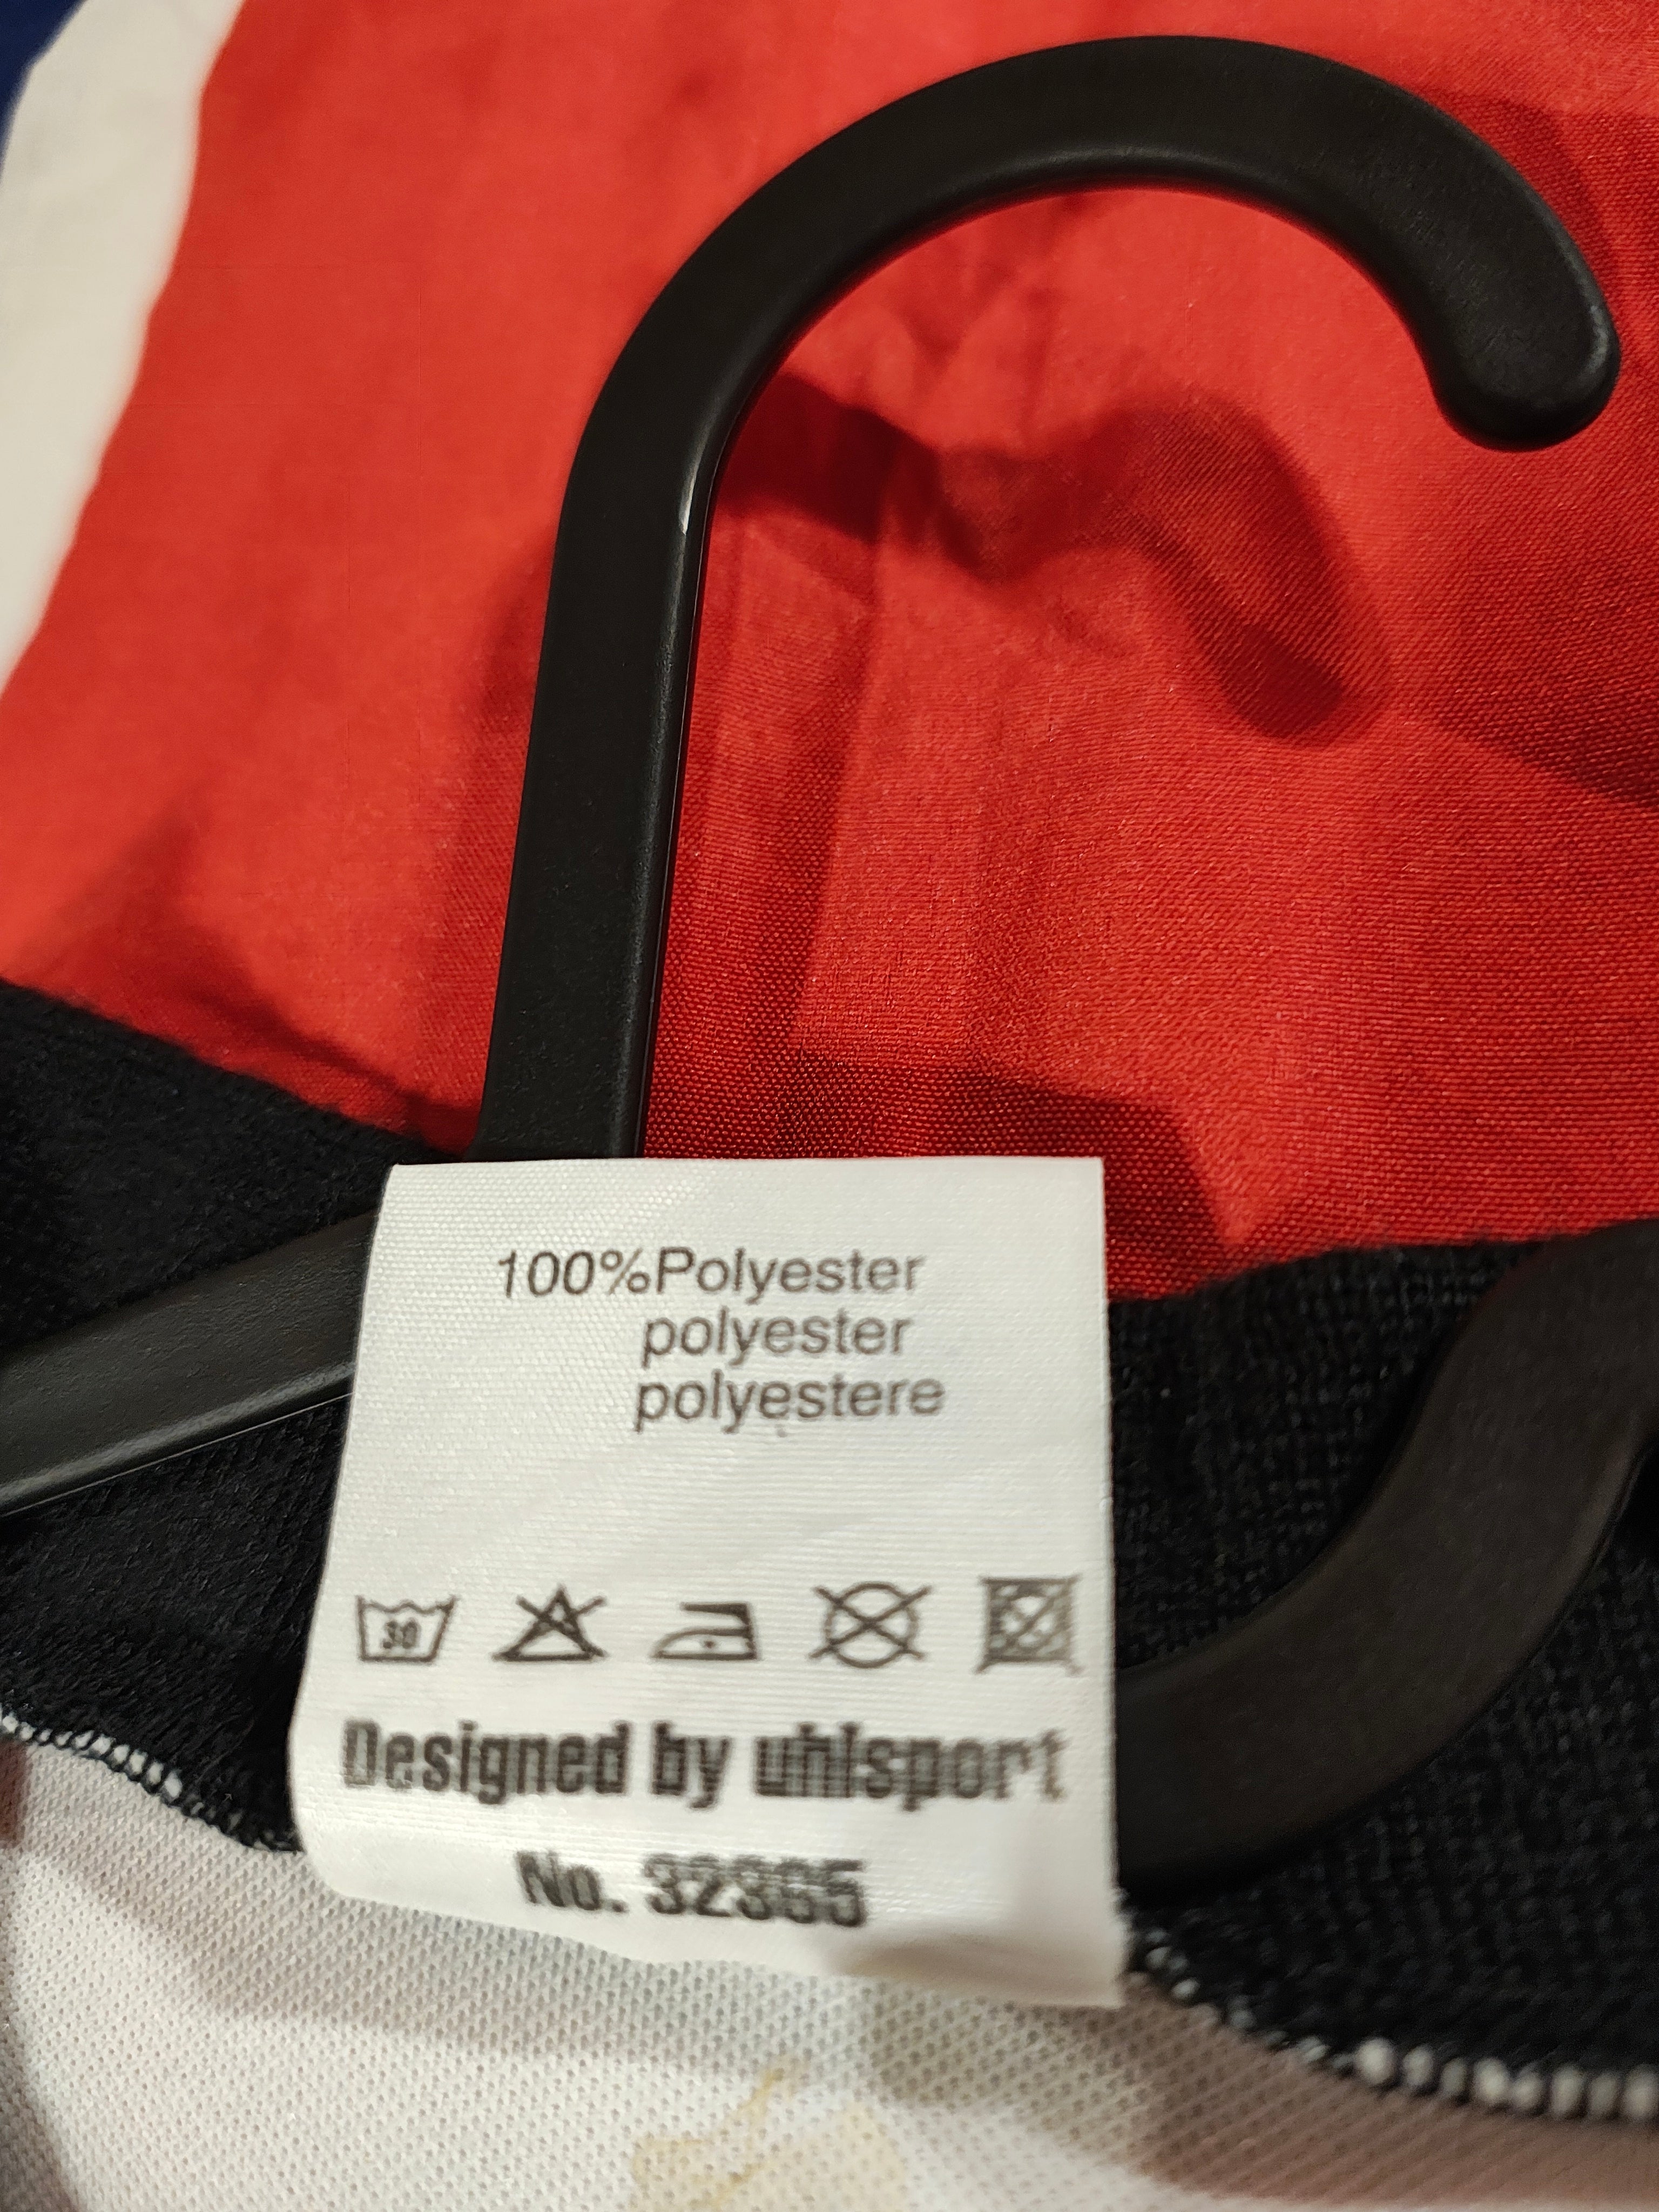 100%Polyester
polyester
polyestere
30
Designed by uhlsport
No. 32365